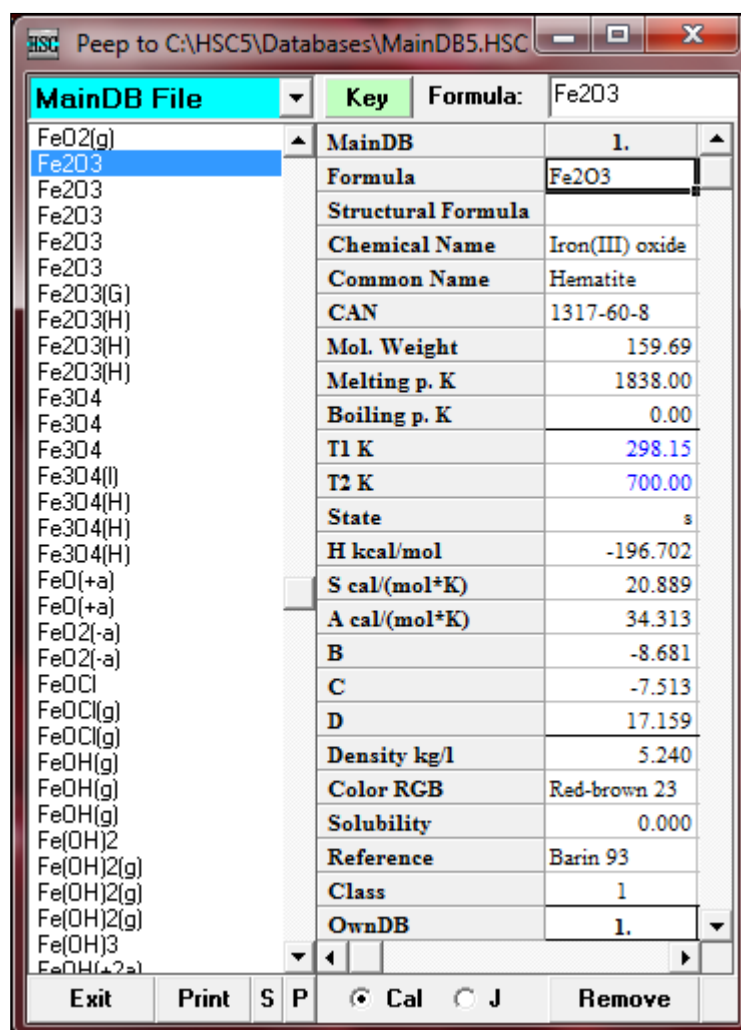 HSC Peep to C:\HSC5\Databases\MainDB5.HSC
MainDB File Key Formula: Fe2O3
FeO2(g)
Fe2O3
Fe2O3
Fe2O3
Fe2O3
Fe2O3
Fe2O3(G)
Fe2O3(H)
Fe2O3(H)
Fe2O3(H)
Fe3O4
Fe3O4
Fe3O4
Fe3O4(l)
Fe3O4(H)
Fe3O4(H)
Fe3O4(H)
FeO(+a)
FeO(+a)
FeO2(-a)
FeO2(-a)
FeOCl
FeOCl(g)
FeOCl(g)
FeOH(g)
FeOH(g)
FeOH(g)
Fe(OH)2
Fe(OH)2(g)
Fe(OH)2(g)
Fe(OH)2(g)
Fe(OH)3
FeOH(+2a)
MainDB 1.
Formula Fe2O3
Structural Formula
Chemical Name Iron(III) oxide
Common Name Hematite
CAN 1317-60-8
Mol. Weight 159.69
Melting p. K 1838.00
Boiling p. K 0.00
T1 K 298.15
T2 K 700.00
State s
H kcal/mol -196.702
S cal/(mol*K) 20.889
A cal/(mol*K) 34.313
B -8.681
C -7.513
D 17.159
Density kg/l 5.240
Color RGB Red-brown 23
Solubility 0.000
Reference Barin 93
Class 1
OwnDB 1.
Exit Print S P Cal J Remove